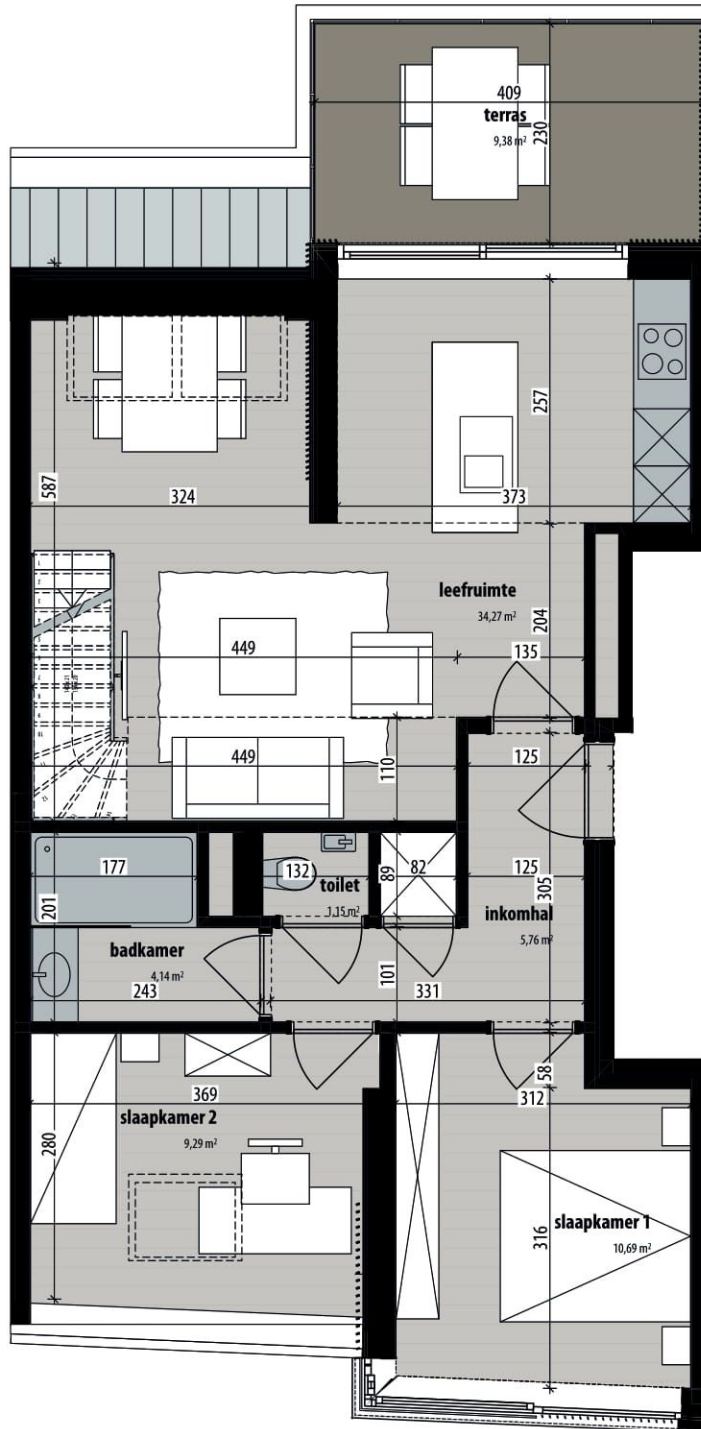 409
terras
9,38 m²
230
257
587
324
373
leefruimte
34,27 m²
204
449
135
449
110
125
177
132
toilet
1,15 m²
89
82
125
305
inkomhal
5,76 m²
201
badkamer
4,14 m²
101
243
331
58
369
312
slaapkamer 2
9,29 m²
280
slaapkamer 1
10,69 m²
316